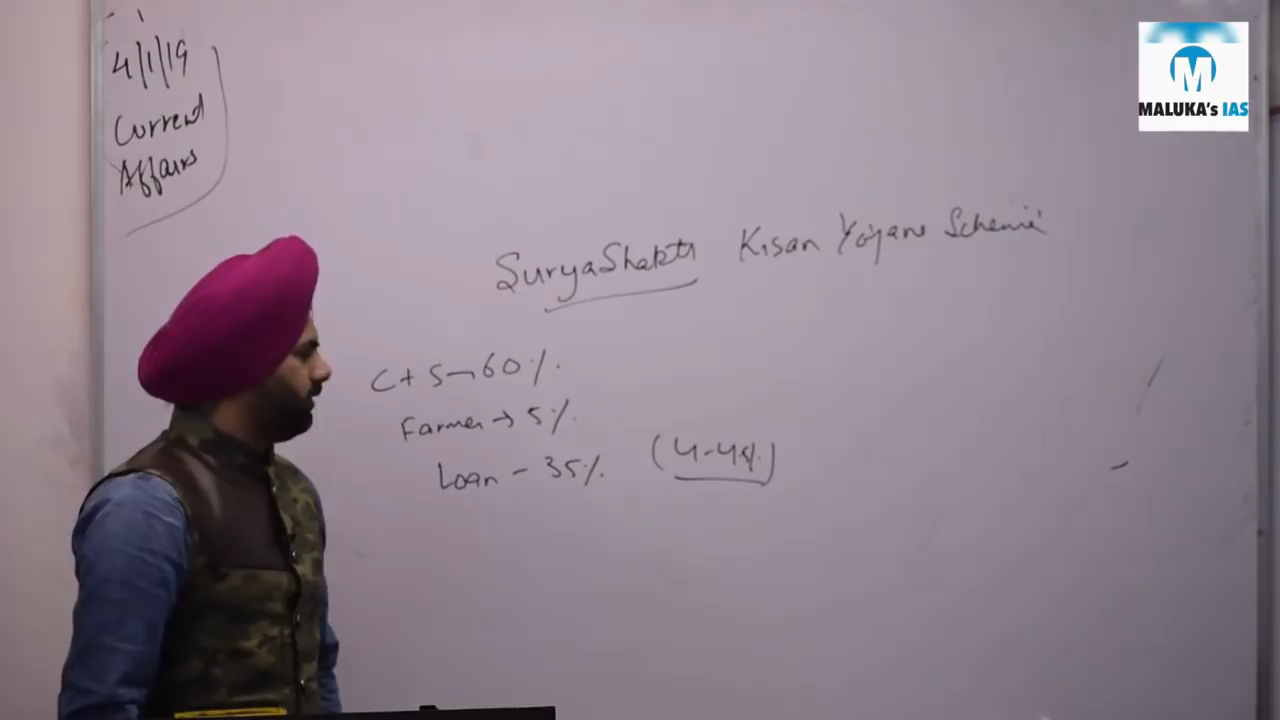 4/1/19
Current
Affairs
SuryaShakti Kisan Yojana Scheme
C+S→60%.
Farmer → 5%.
Loan - 35%. (4-4%)
M
MALUKA's IAS